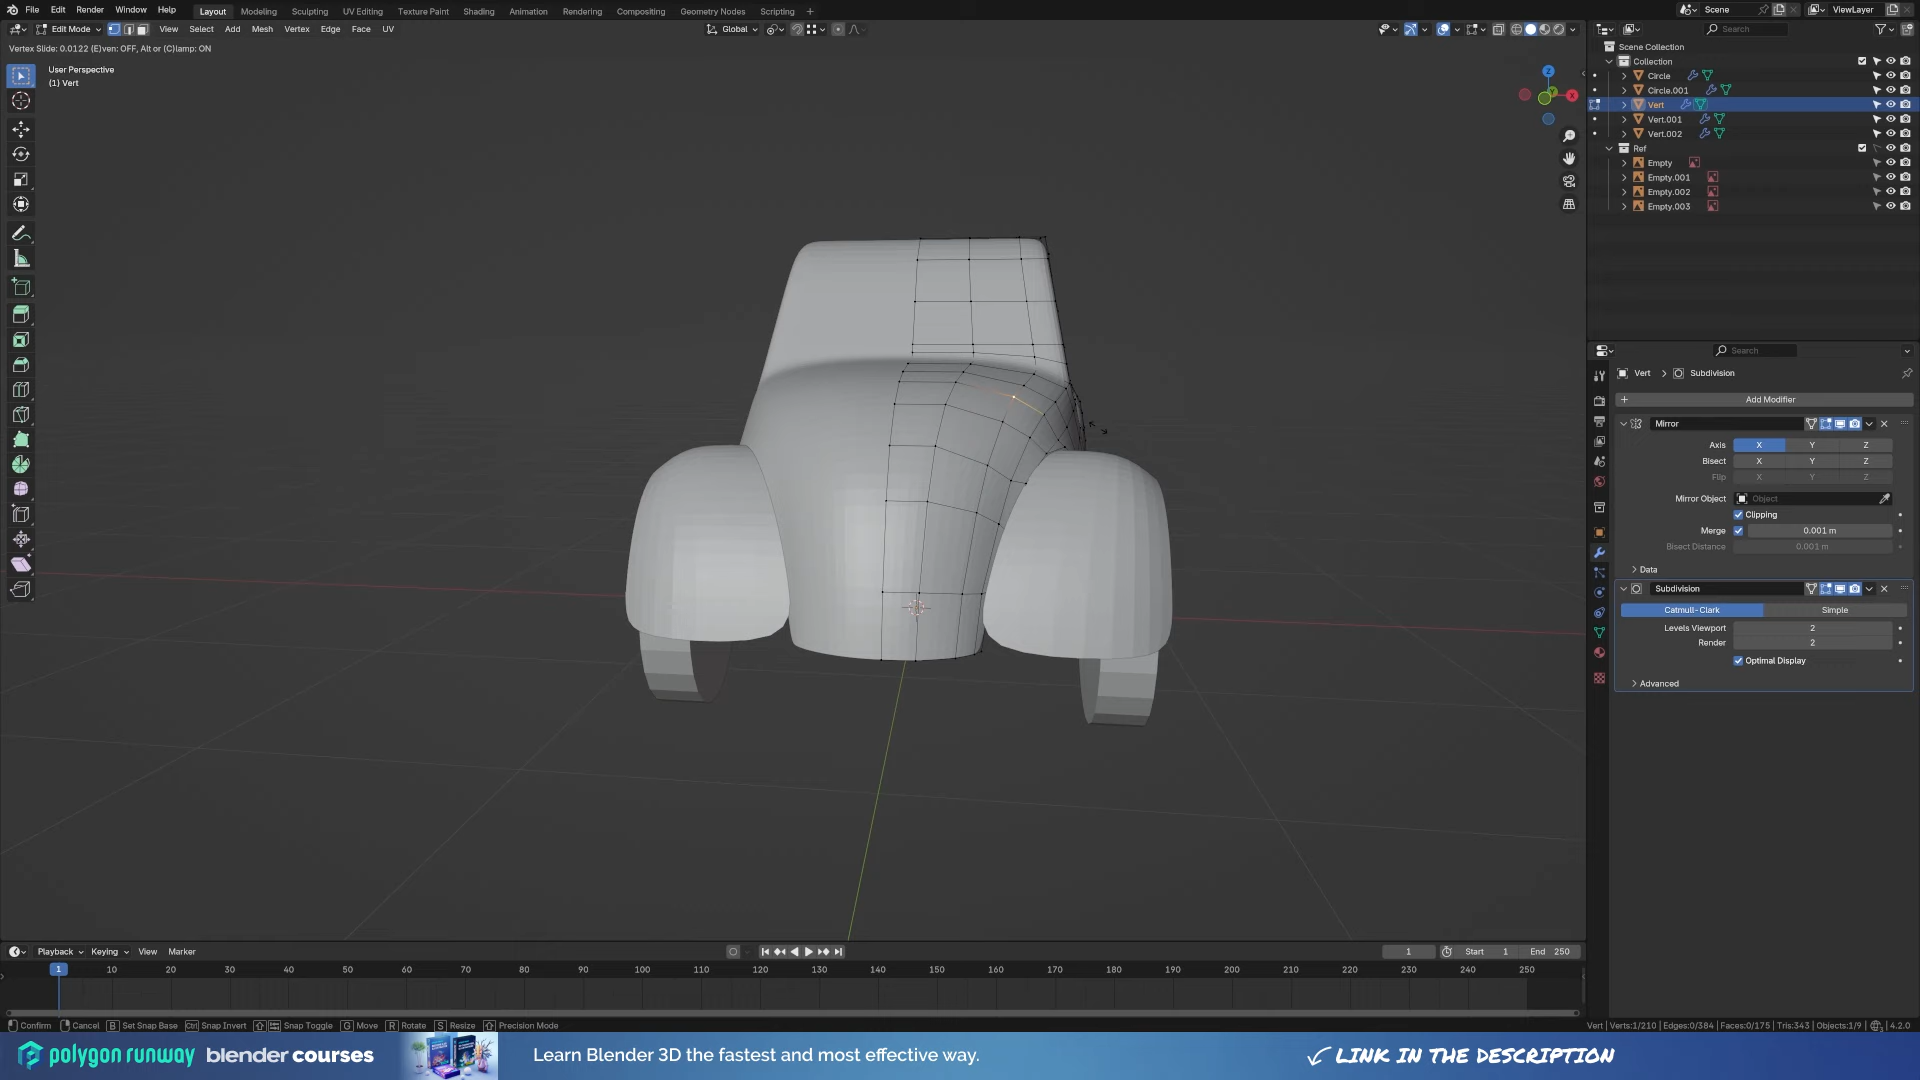 File Edit Render Window Help Layout Modeling Sculpting UV Editing Texture Paint Shading Animation Rendering Compositing Geometry Nodes Scripting + Scene ViewLayer
Edit Mode View Select Add Mesh Vertex Edge Face UV Global Search
Vertex Slide: 0.0122 (E)ven: OFF, Alt or (C)lamp: ON
User Perspective
(1) Vert
Z
X
Y
Scene Collection
Collection
Circle
Circle.001
Vert
Vert.001
Vert.002
Ref
Empty
Empty.001
Empty.002
Empty.003
Search
Vert > Subdivision
+ Add Modifier
Mirror
Axis X Y Z
Bisect X Y Z
Flip X Y Z
Mirror Object Object
Clipping
Merge 0.001 m
Bisect Distance 0.001 m
Data
Subdivision
Catmull-Clark Simple
Levels Viewport 2
Render 2
Optimal Display
Advanced
Playback Keying View Marker 1 Start 1 End 250
1 10 20 30 40 50 60 70 80 90 100 110 120 130 140 150 160 170 180 190 200 210 220 230 240 250
Confirm Cancel B Set Snap Base Ctrl Snap Invert Snap Toggle G Move R Rotate S Resize Precision Mode Vert | Verts:1/210 | Edges:0/384 | Faces:0/175 | Tris:343 | Objects:1/9 | 4.2.0
polygon runway blender courses Learn Blender 3D the fastest and most effective way. LINK IN THE DESCRIPTION